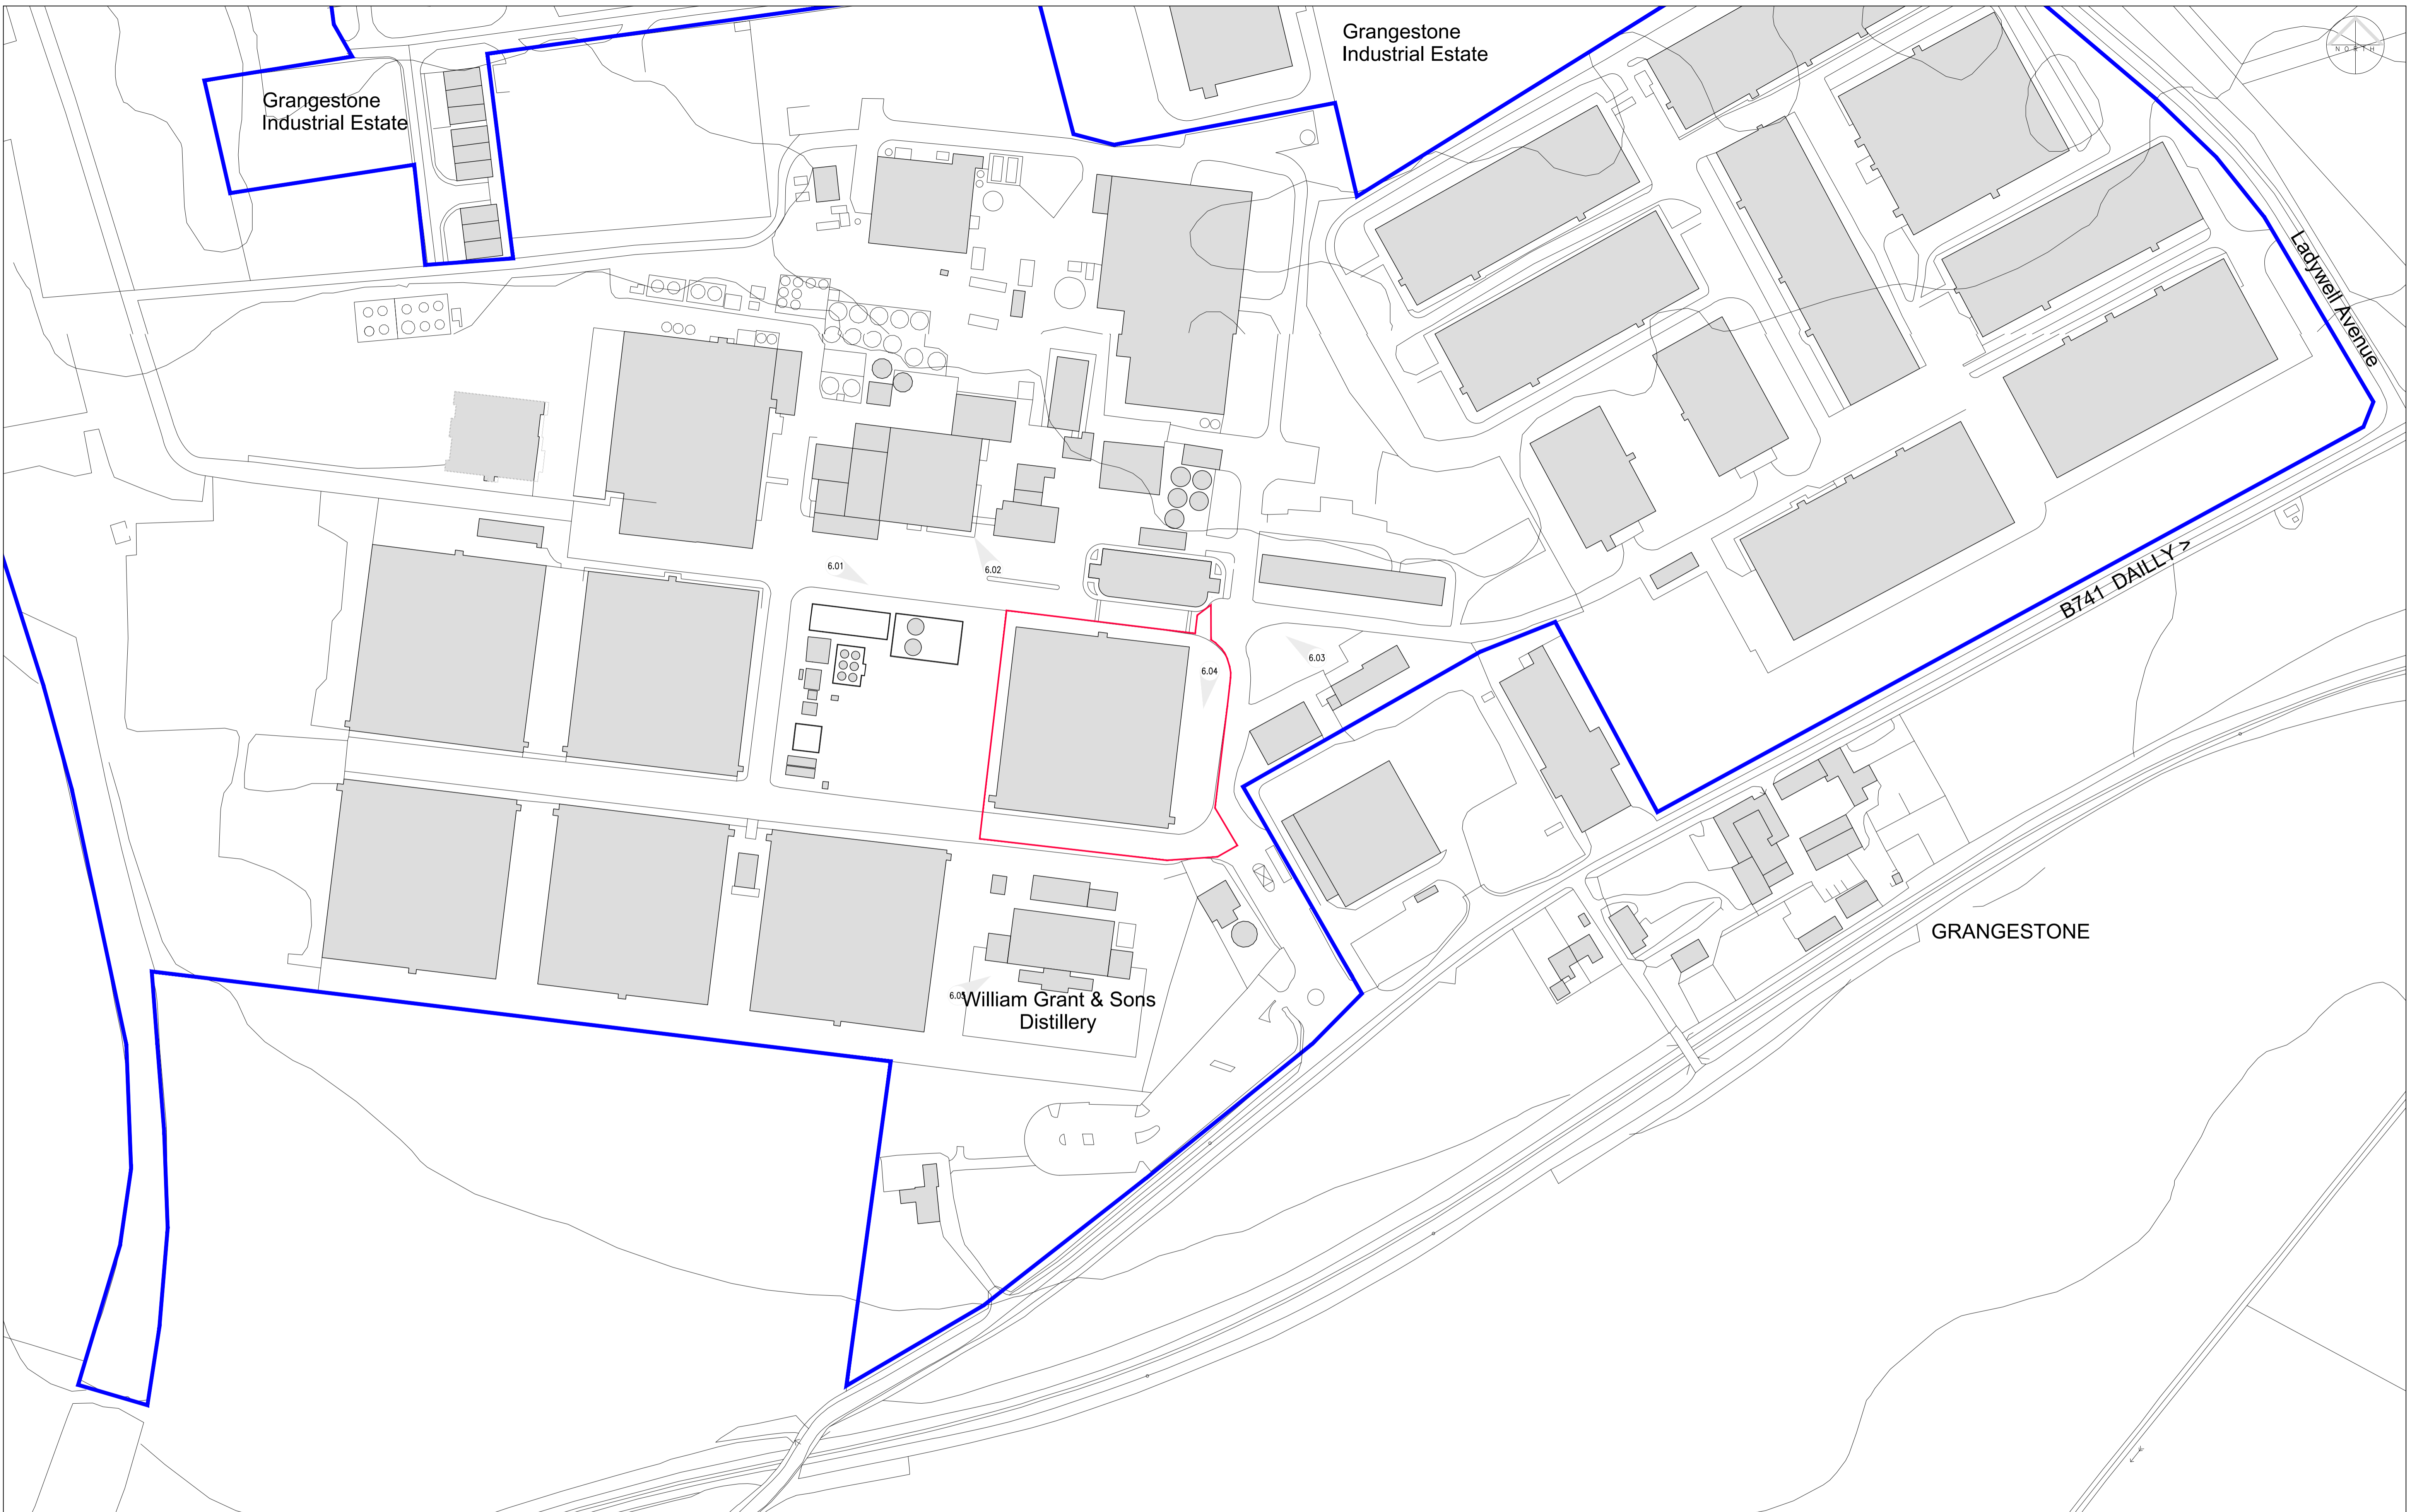 Grangestone
Industrial Estate
NORTH
Grangestone
Industrial Estate
Ladywell Avenue
B741 DAILLY >
6.01
6.02
6.03
6.04
GRANGESTONE
6.05
William Grant & Sons
Distillery